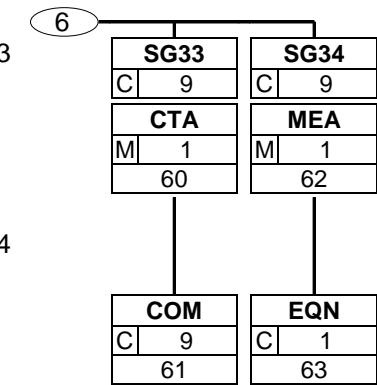 6
3
SG33 SG34
C 9 C 9
CTA MEA
M 1 M 1
60 62
4
COM EQN
C 9 C 1
61 63